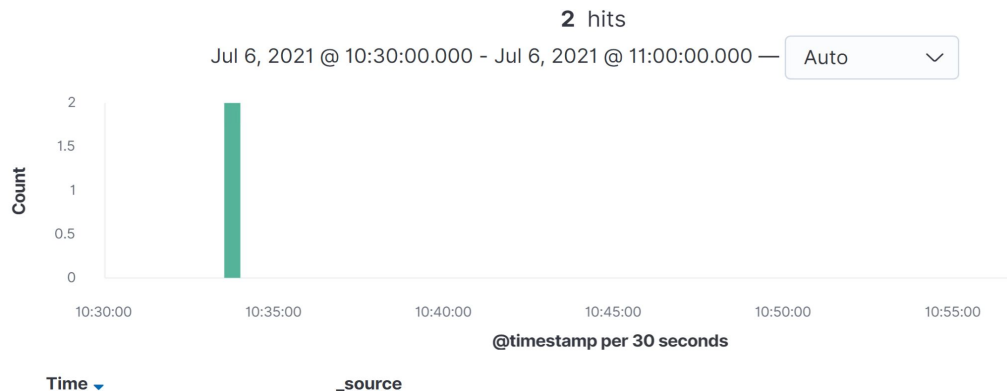 2 hits
Jul 6, 2021 @ 10:30:00.000 - Jul 6, 2021 @ 11:00:00.000 — Auto
2
1.5
1
0.5
0
Count
10:30:00 10:35:00 10:40:00 10:45:00 10:50:00 10:55:00
@timestamp per 30 seconds
Time _source